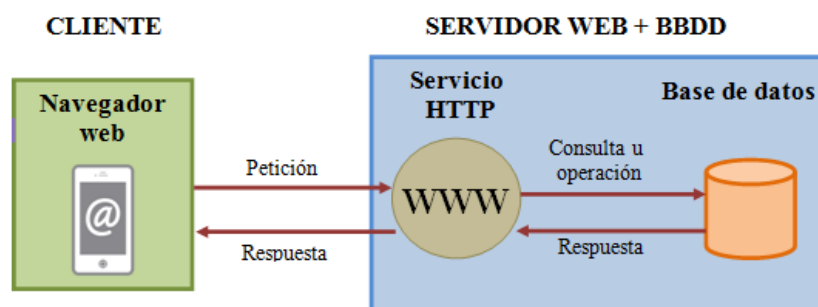 CLIENTE
SERVIDOR WEB + BBDD
Navegador
web
@
Petición
Respuesta
Servicio
HTTP
WWW
Consulta u
operación
Respuesta
Base de datos